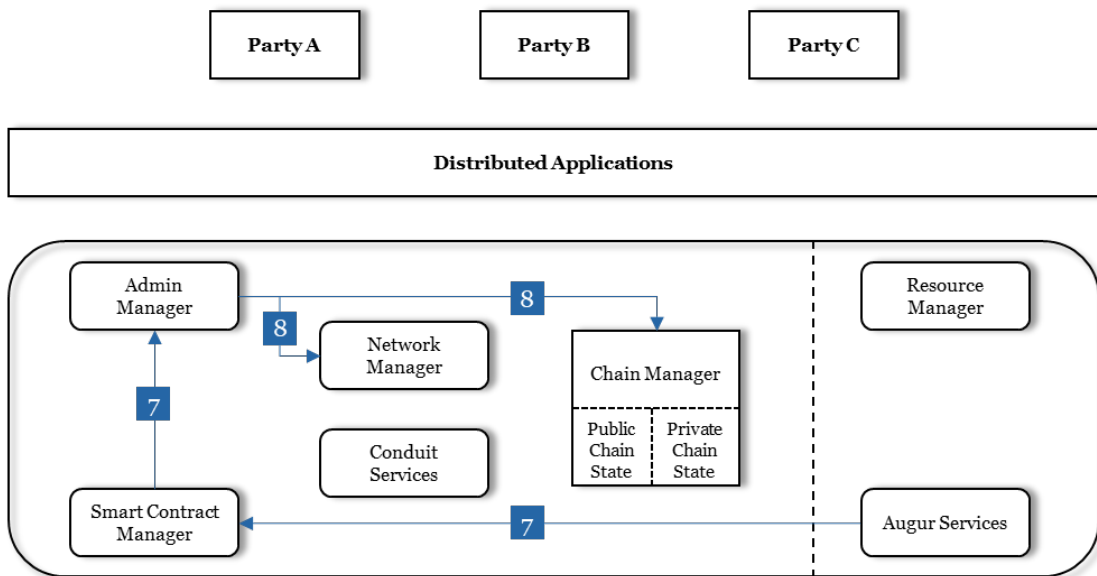 Party A
Party B
Party C
Distributed Applications
Admin
Manager
8
Resource
Manager
8
Network
Manager
Chain Manager
7
Public
Chain
State
Private
Chain
State
Conduit
Services
Smart Contract
Manager
7
Augur Services